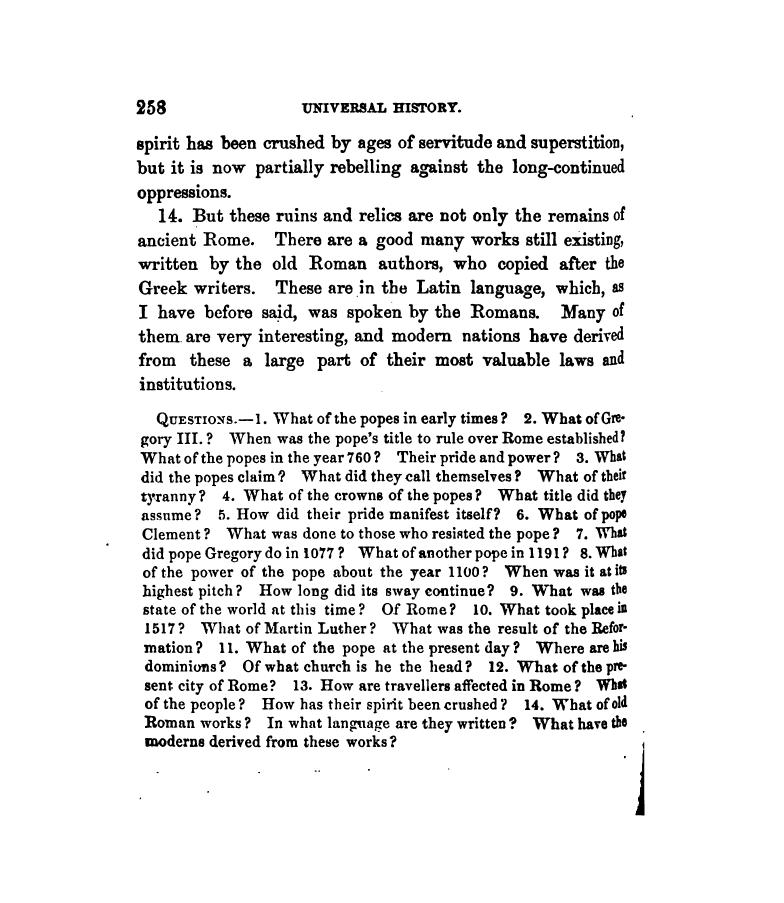 258 UNIVERSAL HISTORY.
spirit has been crushed by ages of servitude and superstition,
but it is now partially rebelling against the long-continued
oppressions.
14. But these ruins and relics are not only the remains of
ancient Rome. There are a good many works still existing,
written by the old Roman authors, who copied after the
Greek writers. These are in the Latin language, which, as
I have before said, was spoken by the Romans. Many of
them are very interesting, and modern nations have derived
from these a large part of their most valuable laws and
institutions.
QUESTIONS.—1. What of the popes in early times? 2. What of Gre-
gory III.? When was the pope's title to rule over Rome established?
What of the popes in the year 760? Their pride and power? 3. What
did the popes claim? What did they call themselves? What of their
tyranny? 4. What of the crowns of the popes? What title did they
assume? 5. How did their pride manifest itself? 6. What of pope
Clement? What was done to those who resisted the pope? 7. What
did pope Gregory do in 1077? What of another pope in 1191? 8. What
of the power of the pope about the year 1100? When was it at its
highest pitch? How long did its sway continue? 9. What was the
state of the world at this time? Of Rome? 10. What took place in
1517? What of Martin Luther? What was the result of the Refor-
mation? 11. What of the pope at the present day? Where are his
dominions? Of what church is he the head? 12. What of the pre-
sent city of Rome? 13. How are travellers affected in Rome? What
of the people? How has their spirit been crushed? 14. What of old
Roman works? In what language are they written? What have the
moderns derived from these works?